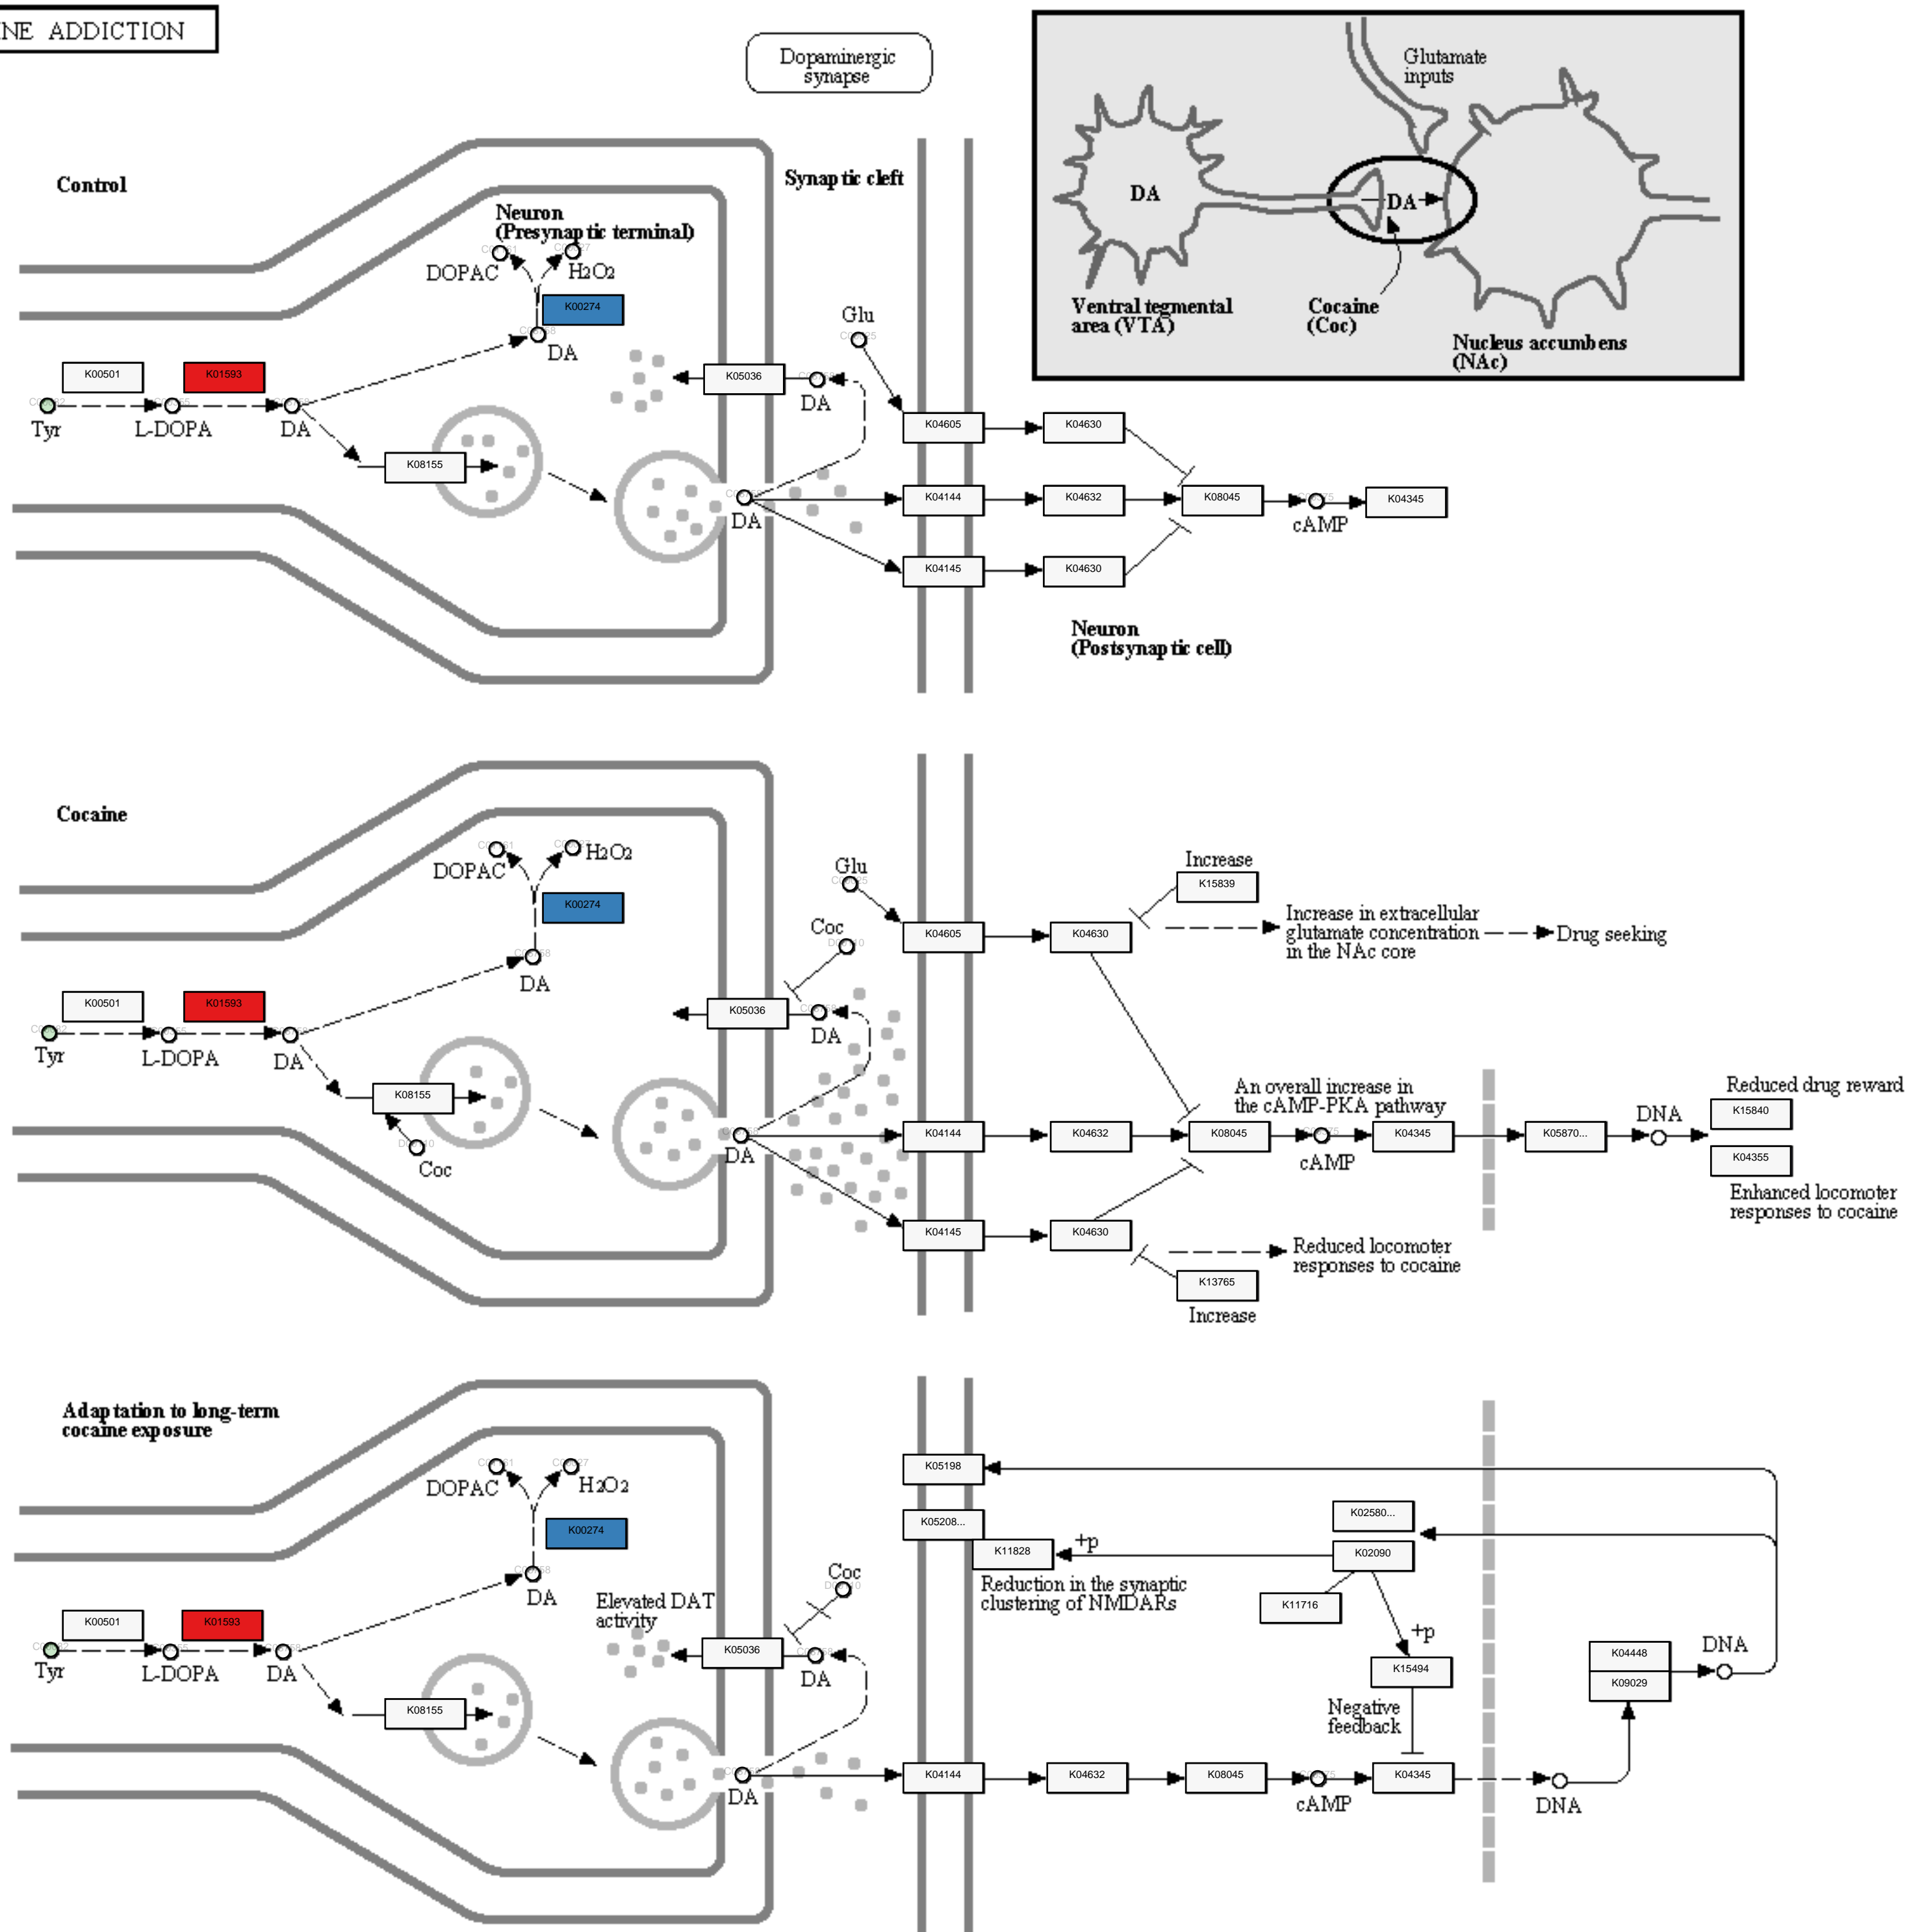 NE ADDICTION
Dopaminergic
synapse
Glutamate
inputs
DA
DA
Ventral tegmental
area (VTA)
Cocaine
(Coc)
Nucleus accumbens
(NAc)
Control
Synaptic cleft
Neuron
(Presynaptic terminal)
DOPAC
H2O2
K00274
DA
Glu
K00501
K01593
K05036
DA
Tyr
L-DOPA
DA
K08155
DA
K04605
K04630
K04144
K04632
K08045
cAMP
K04345
K04145
K04630
Neuron
(Postsynaptic cell)
Cocaine
DOPAC
H2O2
K00274
DA
Glu
Coc
K00501
K01593
K05036
DA
Tyr
L-DOPA
DA
K08155
Coc
DA
K04605
K04630
Increase
K15839
Increase in extracellular
glutamate concentration
in the NAc core
Drug seeking
An overall increase in
the cAMP-PKA pathway
K04144
K04632
K08045
cAMP
K04345
K05870...
DNA
Reduced drug reward
K15840
K04355
Enhanced locomoter
responses to cocaine
K04145
K04630
Reduced locomoter
responses to cocaine
K13765
Increase
Adaptation to long-term
cocaine exposure
DOPAC
H2O2
K00274
DA
Elevated DAT
activity
Coc
K00501
K01593
K05036
DA
Tyr
L-DOPA
DA
K08155
DA
K05198
K05208...
K11828
+p
Reduction in the synaptic
clustering of NMDARs
K02580...
K02090
K11716
+p
K15494
Negative
feedback
K04448
K09029
DNA
K04144
K04632
K08045
cAMP
K04345
DNA